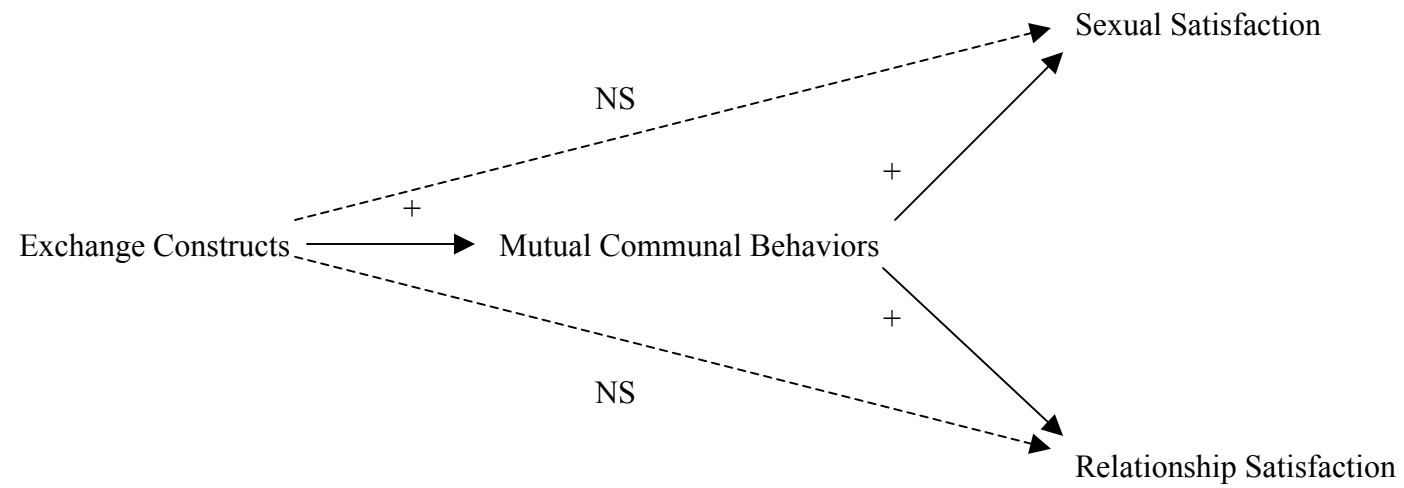 Sexual Satisfaction
NS
+
+
Exchange Constructs
Mutual Communal Behaviors
+
NS
Relationship Satisfaction